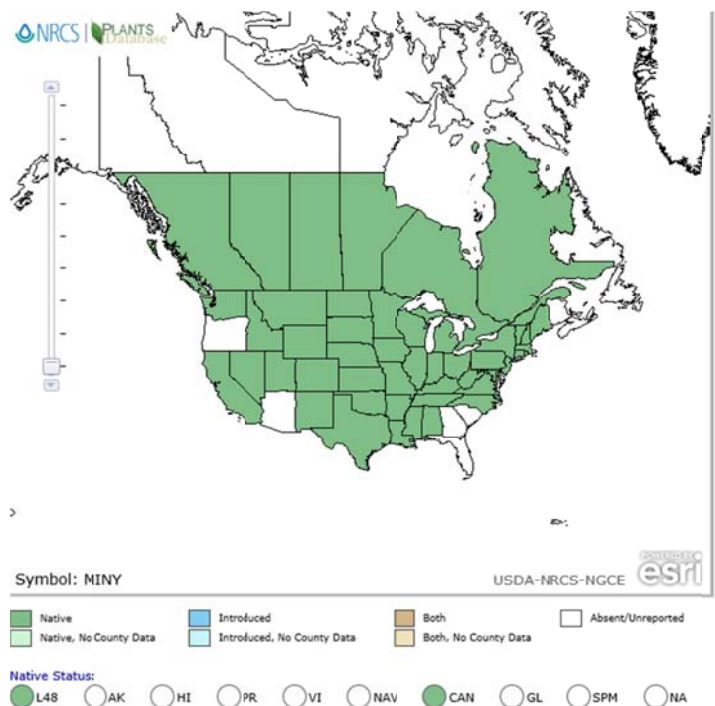 NRCS PLANTS
Database
Symbol: MINY
USDA-NRCS-NGCE
POWERED BY
esri
Native
Introduced
Both
Absent/Unreported
Native, No County Data
Introduced, No County Data
Both, No County Data
Native Status:
L48 AK HI PR VI NAV CAN GL SPM NA